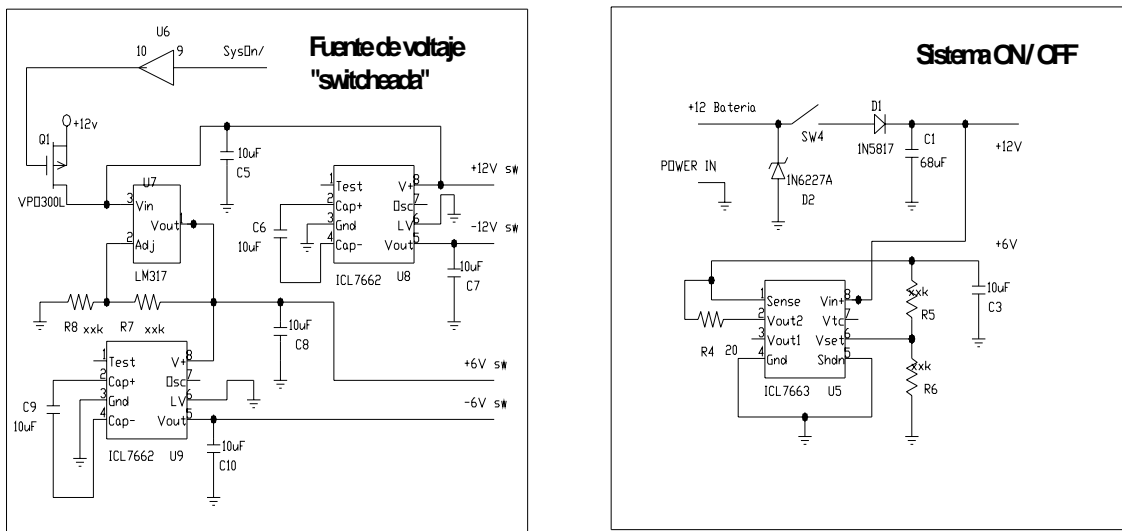 Fuente de voltaje
"switcheada"
U6
10 9
SysOn/
+12v
Q1
VP0300L
U7
3 Vin
Vout 1
2 Adj
LM317
10uF
C5
1 Test V+ 8
2 Cap+ Osc 7
3 Gnd LV 6
4 Cap- Vout 5
ICL7662 U8
C6
10uF
+12V sw
-12V sw
10uF
C7
R8 xxk R7 xxk
10uF
C8
1 Test V+ 8
2 Cap+ Osc 7
3 Gnd LV 6
4 Cap- Vout 5
ICL7662 U9
C9
10uF
+6V sw
-6V sw
10uF
C10
Sistema ON/ OFF
+12 Bateria
SW4
D1
1N5817
C1
68uF
+12V
POWER IN
1N6227A
D2
+6V
1 Sense Vin+ 8
2 Vout2 Vtc 7
3 Vout1 Vset 6
4 Gnd Shdn 5
ICL7663 U5
R4 20
xxk
R5
10uF
C3
xxk
R6